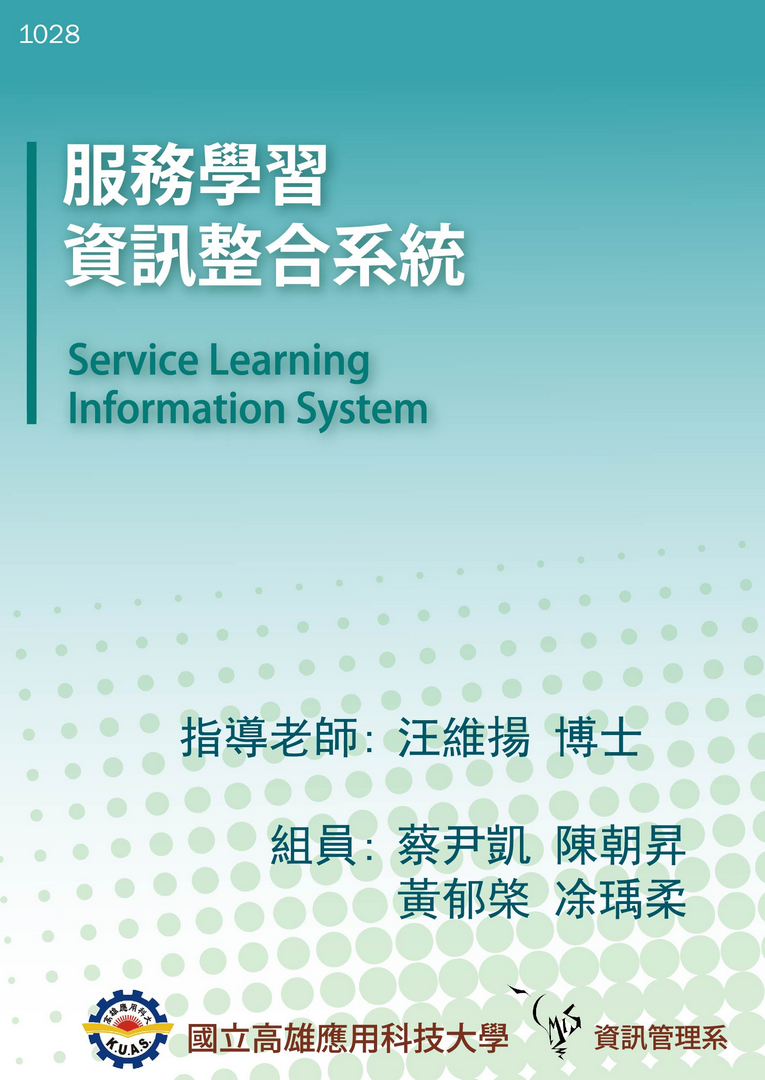 1028
服務學習
資訊整合系統
Service Learning
Information System
指導老師: 汪維揚 博士
組員: 蔡尹凱 陳朝昇
黃郁棨 凃瑀柔
高雄應用科大
K.U.A.S.
國立高雄應用科技大學
MIS
資訊管理系